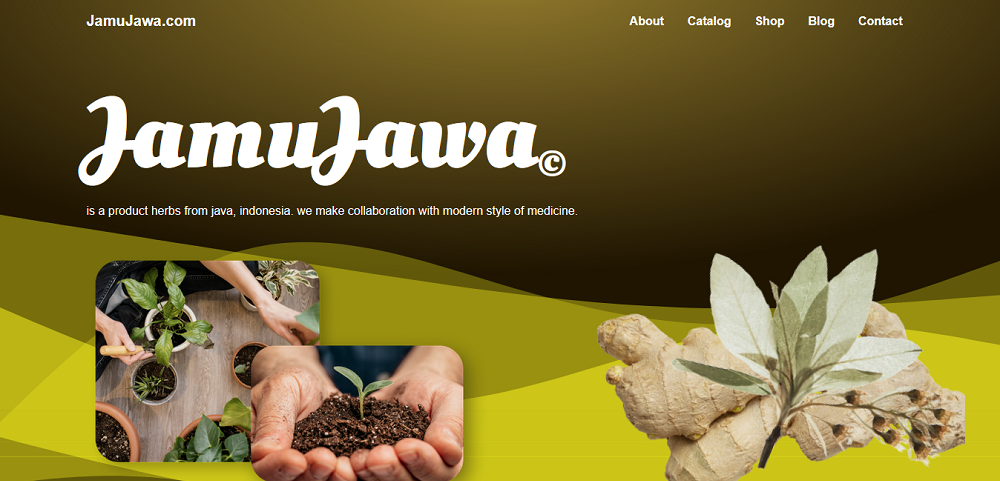 JamuJawa.com
About Catalog Shop Blog Contact
JamuJawa©
is a product herbs from java, indonesia. we make collaboration with modern style of medicine.